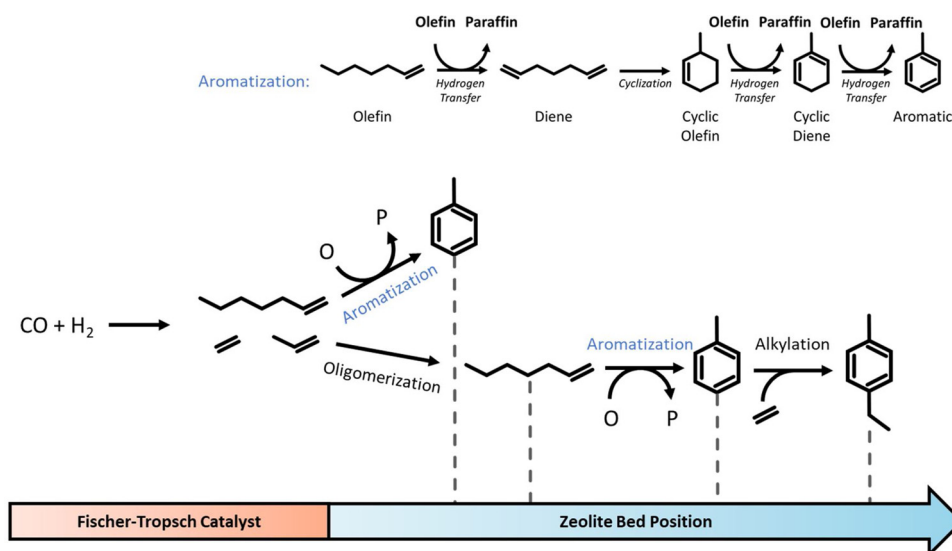 Olefin Paraffin Olefin Paraffin Olefin Paraffin
Aromatization:
Hydrogen
Transfer
Cyclization
Hydrogen
Transfer
Hydrogen
Transfer
Olefin
Diene
Cyclic
Olefin
Cyclic
Diene
Aromatic
P
O
Aromatization
CO + H₂
Oligomerization
Aromatization
Alkylation
O
P
Fischer-Tropsch Catalyst
Zeolite Bed Position